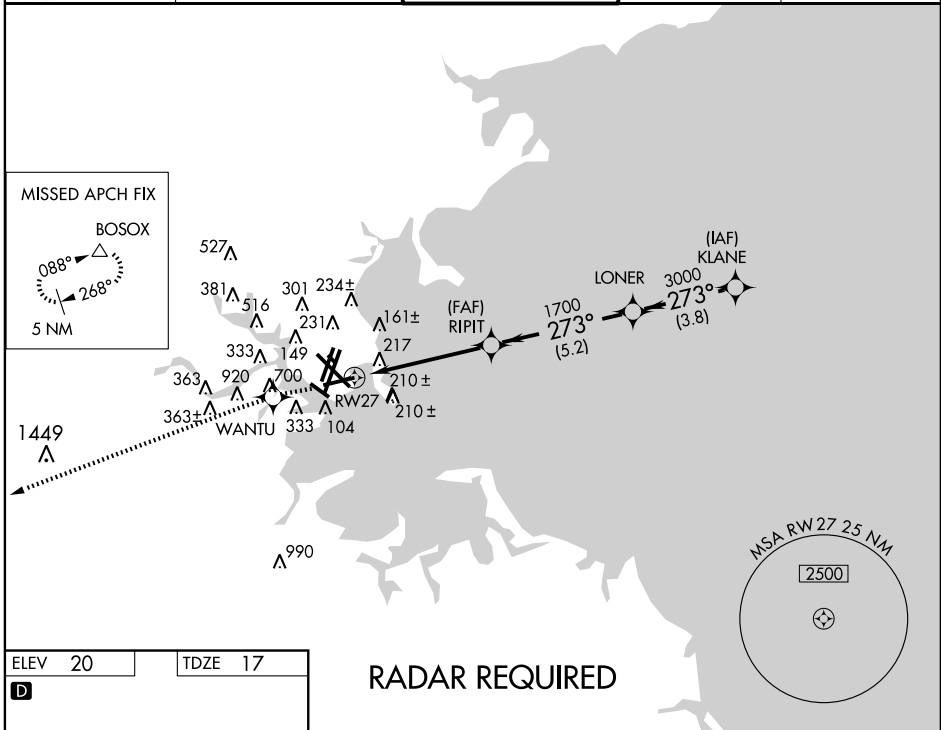 MISSED APCH FIX
BOSOX
088°
268°
5 NM
527
381
516
301
234±
231
161±
333
149
217
363
920
700
210 ±
RW27
210 ±
363±
WANTU
333
104
1449
990
(FAF)
RIPIT
1700
273°
(5.2)
LONER
3000
273°
(3.8)
(IAF)
KLANE
MSA RW 27 25 NM
2500
ELEV 20
TDZE 17
D
RADAR REQUIRED